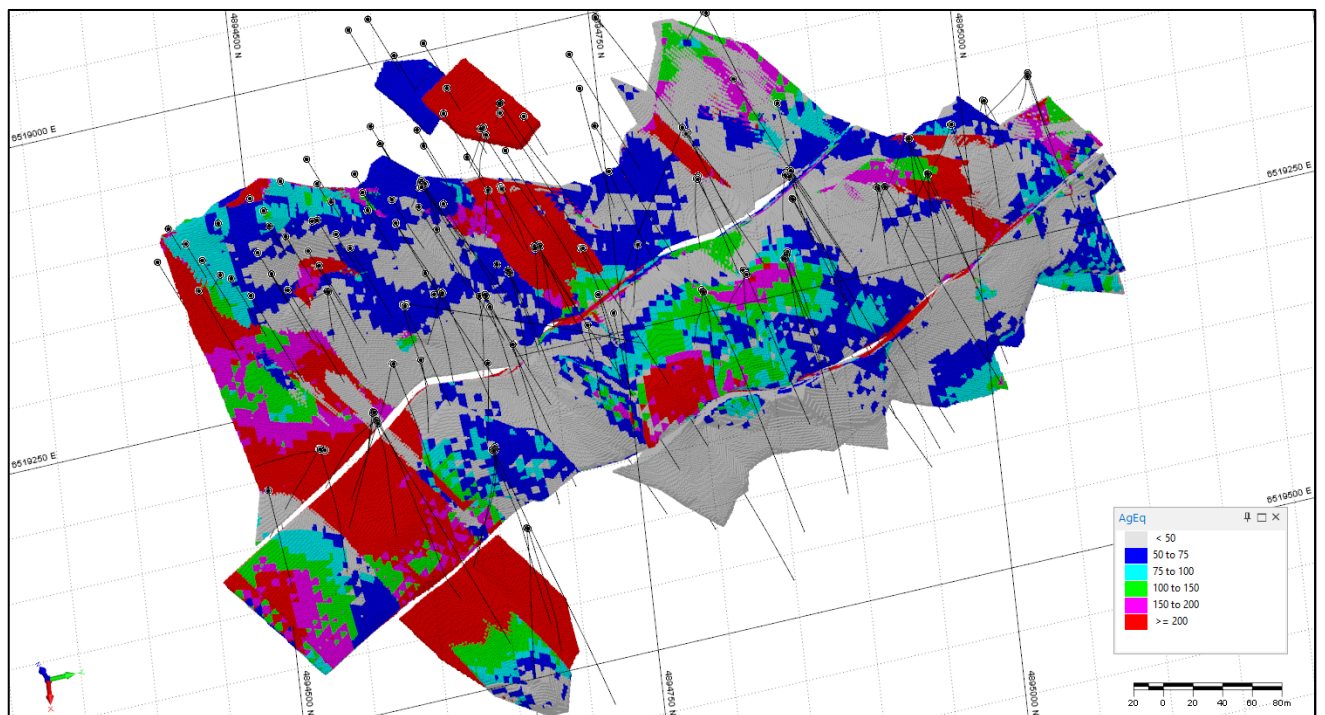 4894500 N
4894750 N
4895000 N
6519000 E
6519250 E
6519250 E
6519500 E
AgEq
< 50
50 to 75
75 to 100
100 to 150
150 to 200
>= 200
4894500 N
4894750 N
4895000 N
20 0 20 40 60 80m